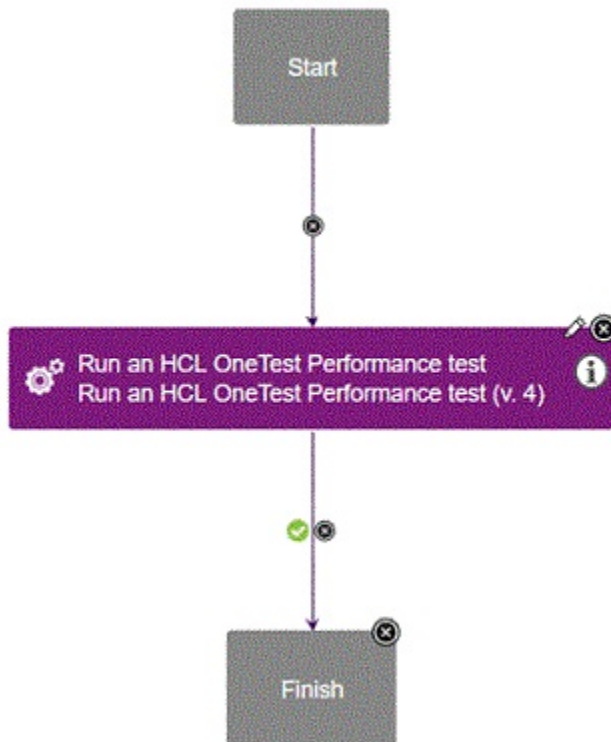 Start
Run an HCL OneTest Performance test
Run an HCL OneTest Performance test (v. 4)
Finish